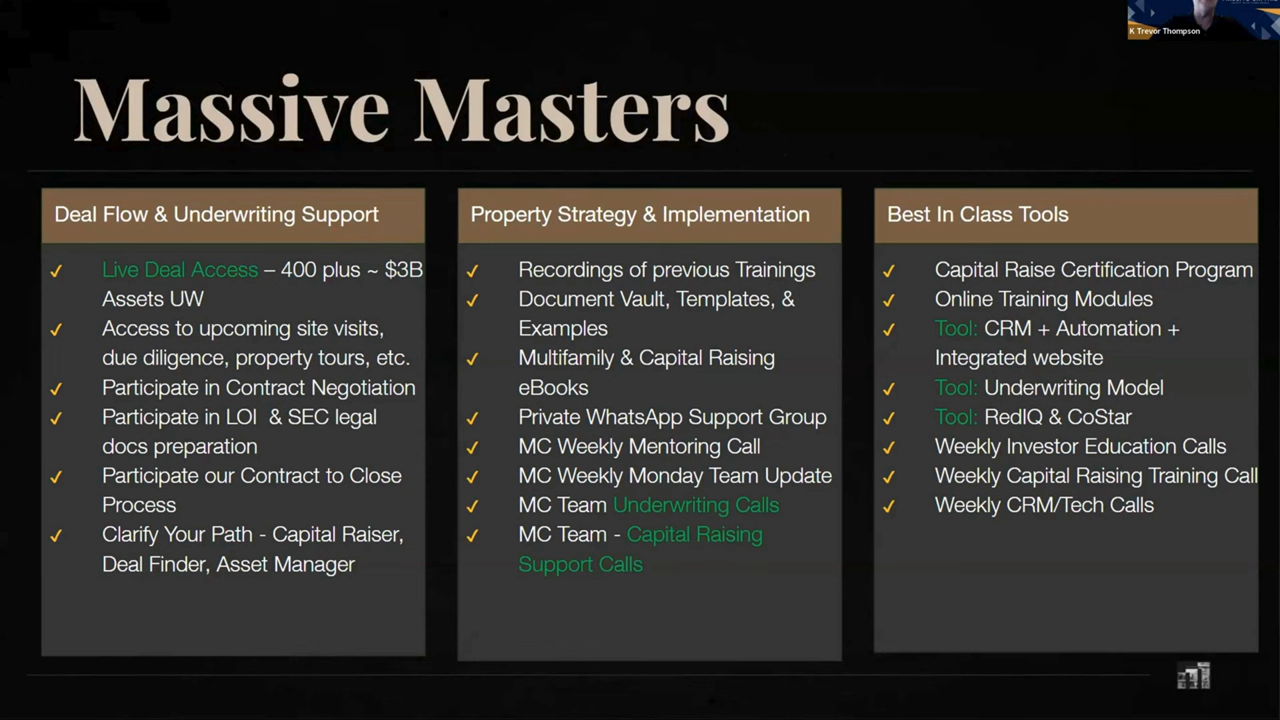 K Trevor Thompson
Massive Masters
Deal Flow & Underwriting Support
✓ Live Deal Access – 400 plus ~ $3B
Assets UW
✓ Access to upcoming site visits,
due diligence, property tours, etc.
✓ Participate in Contract Negotiation
✓ Participate in LOI & SEC legal
docs preparation
✓ Participate our Contract to Close
Process
✓ Clarify Your Path - Capital Raiser,
Deal Finder, Asset Manager
Property Strategy & Implementation
✓ Recordings of previous Trainings
✓ Document Vault, Templates, &
Examples
✓ Multifamily & Capital Raising
eBooks
✓ Private WhatsApp Support Group
✓ MC Weekly Mentoring Call
✓ MC Weekly Monday Team Update
✓ MC Team Underwriting Calls
✓ MC Team - Capital Raising
Support Calls
Best In Class Tools
✓ Capital Raise Certification Program
✓ Online Training Modules
✓ Tool: CRM + Automation +
Integrated website
✓ Tool: Underwriting Model
✓ Tool: RedIQ & CoStar
✓ Weekly Investor Education Calls
✓ Weekly Capital Raising Training Call
✓ Weekly CRM/Tech Calls